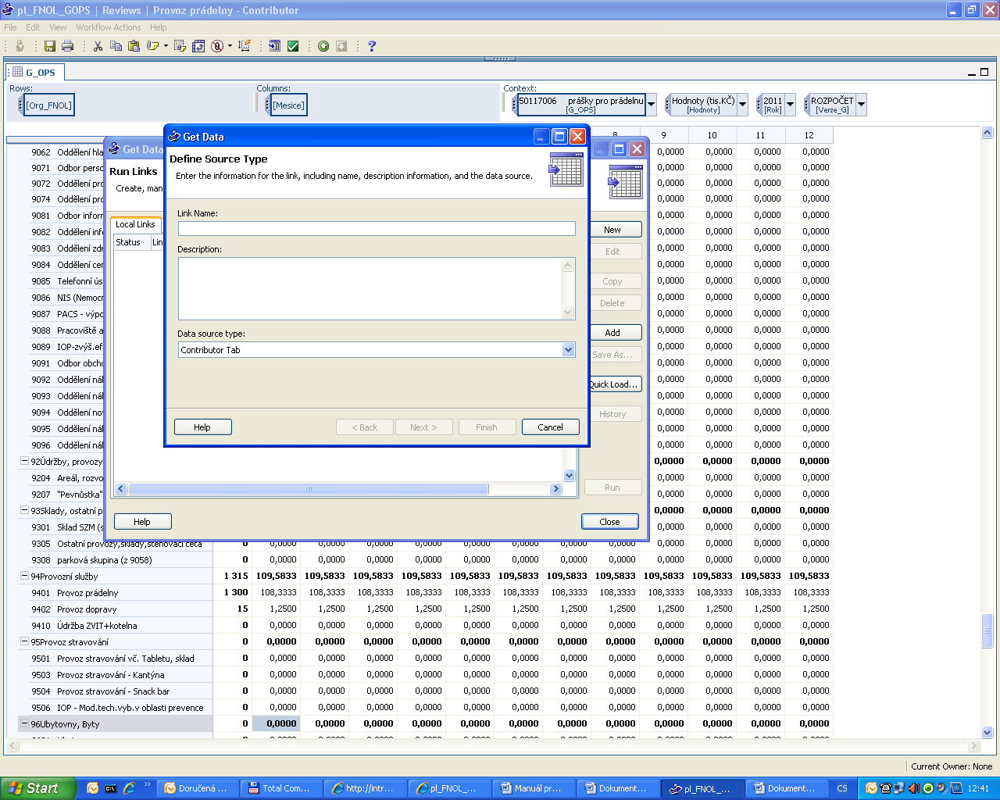 pl_FNOL_GOPS | Reviews | Provoz prádelny - Contributor
File Edit View Workflow Actions Help
G_OPS
Rows: Columns: Context:
[Org_FNOL] [Mesice] 50117006 prášky pro prádelnu [G_OPS] Hodnoty (tis.KČ) [Hodnoty] 2011 [Rok] ROZPOČET [Verze_G]
Get Data
Run Links
Create, man
Local Links
Status Lin
New
Edit
Copy
Delete
Add
Save As...
Quick Load...
History
Run
Help Close
Get Data
Define Source Type
Enter the information for the link, including name, description information, and the data source.
Link Name:
Description:
Data source type:
Contributor Tab
Help < Back Next > Finish Cancel
8 9 10 11 12
9062 Oddělení hla 0,0000 0,0000 0,0000 0,0000
9071 Odbor perso 0,0000 0,0000 0,0000 0,0000
9072 Oddělení pro 0,0000 0,0000 0,0000 0,0000
9074 Oddělení pro 0,0000 0,0000 0,0000 0,0000
9081 Odbor inform 0,0000 0,0000 0,0000 0,0000
9082 Oddělení info 0,0000 0,0000 0,0000 0,0000
9083 Oddělení zdr 0,0000 0,0000 0,0000 0,0000
9084 Oddělení cen 0,0000 0,0000 0,0000 0,0000
9085 Telefonní ús 0,0000 0,0000 0,0000 0,0000
9086 NIS (Nemocn 0,0000 0,0000 0,0000 0,0000
9087 PACS - výpo 0,0000 0,0000 0,0000 0,0000
9088 Pracoviště a 0,0000 0,0000 0,0000 0,0000
9089 IOP-zvýš.ef 0,0000 0,0000 0,0000 0,0000
9091 Odbor obcho 0,0000 0,0000 0,0000 0,0000
9092 Oddělení nák 0,0000 0,0000 0,0000 0,0000
9093 Oddělení nák 0,0000 0,0000 0,0000 0,0000
9094 Oddělení nov 0,0000 0,0000 0,0000 0,0000
9095 Oddělení nák 0,0000 0,0000 0,0000 0,0000
9096 Oddělení nák 0,0000 0,0000 0,0000 0,0000
92Údržby, provozy 0,0000 0,0000 0,0000 0,0000
9204 Areál, rozvo 0,0000 0,0000 0,0000 0,0000
9207 "Pevnůstka" 0,0000 0,0000 0,0000 0,0000
93Sklady, ostatní p 0,0000 0,0000 0,0000 0,0000
9301 Sklad SZM (s 0,0000 0,0000 0,0000 0,0000
9305 Ostatní provozy,sklady,stěhovací četa 0 0,0000 0,0000 0,0000 0,0000 0,0000 0,0000 0,0000 0,0000 0,0000 0,0000 0,0000 0,0000
9308 parková skupina (z 9058) 0 0,0000 0,0000 0,0000 0,0000 0,0000 0,0000 0,0000 0,0000 0,0000 0,0000 0,0000 0,0000
94Provozní služby 1 315 109,5833 109,5833 109,5833 109,5833 109,5833 109,5833 109,5833 109,5833 109,5833 109,5833 109,5833 109,5833
9401 Provoz prádelny 1 300 108,3333 108,3333 108,3333 108,3333 108,3333 108,3333 108,3333 108,3333 108,3333 108,3333 108,3333 108,3333
9402 Provoz dopravy 15 1,2500 1,2500 1,2500 1,2500 1,2500 1,2500 1,2500 1,2500 1,2500 1,2500 1,2500 1,2500
9410 Údržba ZVIT+kotelna 0 0,0000 0,0000 0,0000 0,0000 0,0000 0,0000 0,0000 0,0000 0,0000 0,0000 0,0000 0,0000
95Provoz stravování 0 0,0000 0,0000 0,0000 0,0000 0,0000 0,0000 0,0000 0,0000 0,0000 0,0000 0,0000 0,0000
9501 Provoz stravování vč. Tabletu, sklad 0 0,0000 0,0000 0,0000 0,0000 0,0000 0,0000 0,0000 0,0000 0,0000 0,0000 0,0000 0,0000
9503 Provoz stravování - Kantýna 0 0,0000 0,0000 0,0000 0,0000 0,0000 0,0000 0,0000 0,0000 0,0000 0,0000 0,0000 0,0000
9504 Provoz stravování - Snack bar 0 0,0000 0,0000 0,0000 0,0000 0,0000 0,0000 0,0000 0,0000 0,0000 0,0000 0,0000 0,0000
9506 IOP - Mod.tech.vyb.v oblasti prevence 0 0,0000 0,0000 0,0000 0,0000 0,0000 0,0000 0,0000 0,0000 0,0000 0,0000 0,0000 0,0000
96Ubytovny, Byty 0 0,0000 0,0000 0,0000 0,0000 0,0000 0,0000 0,0000 0,0000 0,0000 0,0000 0,0000 0,0000
Current Owner: None
Start Doručená ... Total Com... http://intr... pl_FNOL_... Manuál pr... Dokument... pl_FNOL_... Dokument... CS 12:41